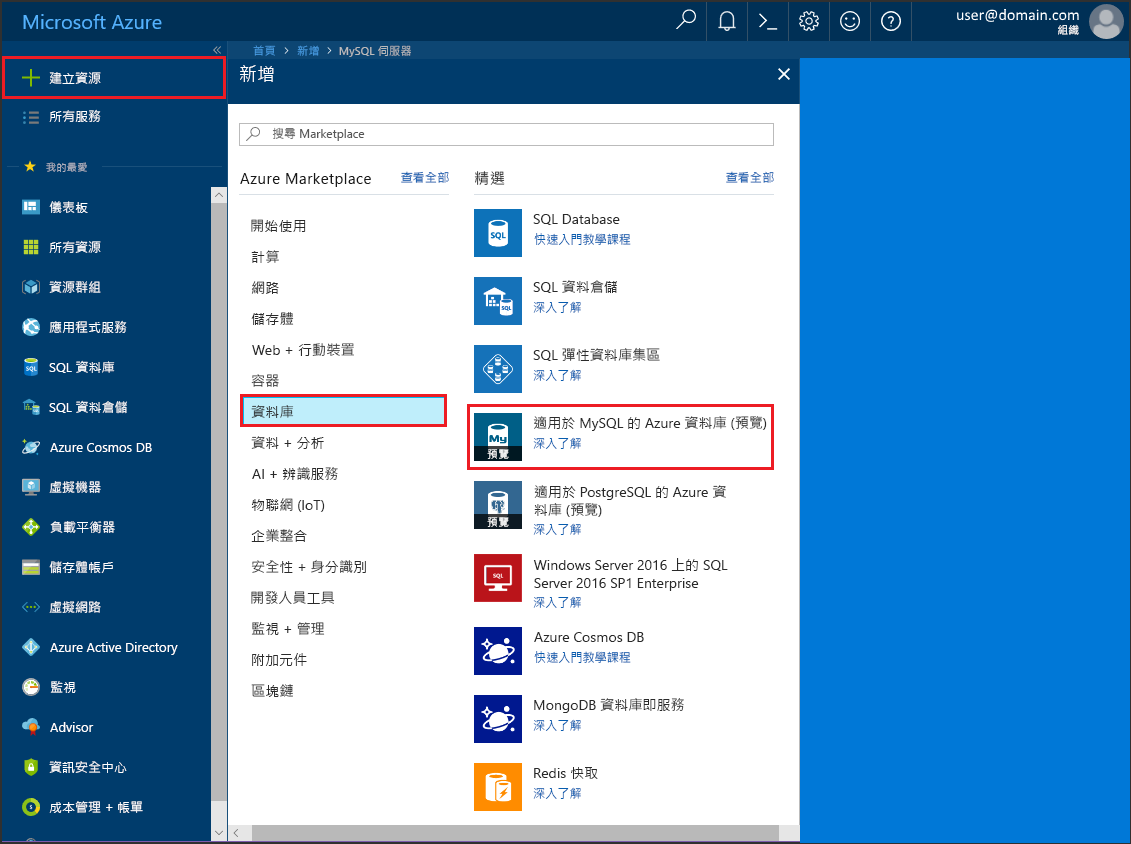 Microsoft Azure
user@domain.com
組織
首頁 > 新增 > MySQL 伺服器
建立資源
所有服務
我的最愛
儀表板
所有資源
資源群組
應用程式服務
SQL 資料庫
SQL 資料倉儲
Azure Cosmos DB
虛擬機器
負載平衡器
儲存體帳戶
虛擬網路
Azure Active Directory
監視
Advisor
資訊安全中心
成本管理 + 帳單
新增
搜尋 Marketplace
Azure Marketplace
查看全部
開始使用
計算
網路
儲存體
Web + 行動裝置
容器
資料庫
資料 + 分析
AI + 辨識服務
物聯網 (IoT)
企業整合
安全性 + 身分識別
開發人員工具
監視 + 管理
附加元件
區塊鏈
精選
查看全部
SQL
SQL Database
快速入門教學課程
SQL
SQL 資料倉儲
深入了解
SQL 彈性資料庫集區
深入了解
My
預覽
適用於 MySQL 的 Azure 資料庫 (預覽)
深入了解
預覽
適用於 PostgreSQL 的 Azure 資
料庫 (預覽)
深入了解
SQL
Windows Server 2016 上的 SQL
Server 2016 SP1 Enterprise
深入了解
Azure Cosmos DB
快速入門教學課程
MongoDB 資料庫即服務
深入了解
Redis 快取
深入了解